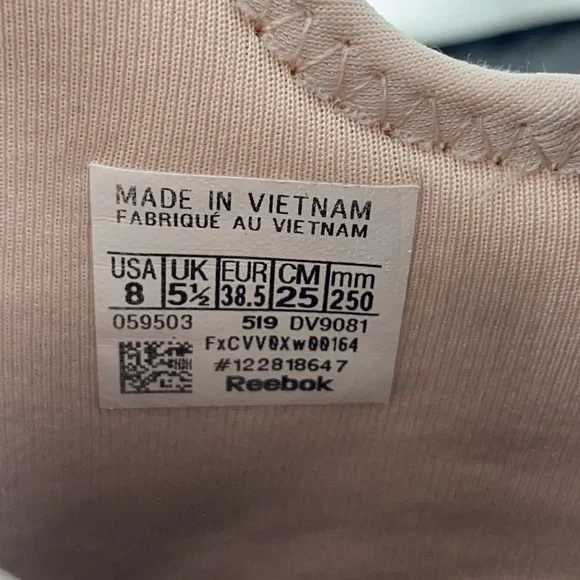 MADE IN VIETNAM
FABRIQUÉ AU VIETNAM
USA UK EUR CM mm
8 5½ 38.5 25 250
059503 519 DV9081
FxCVV0Xw00164
#122818647
Reebok